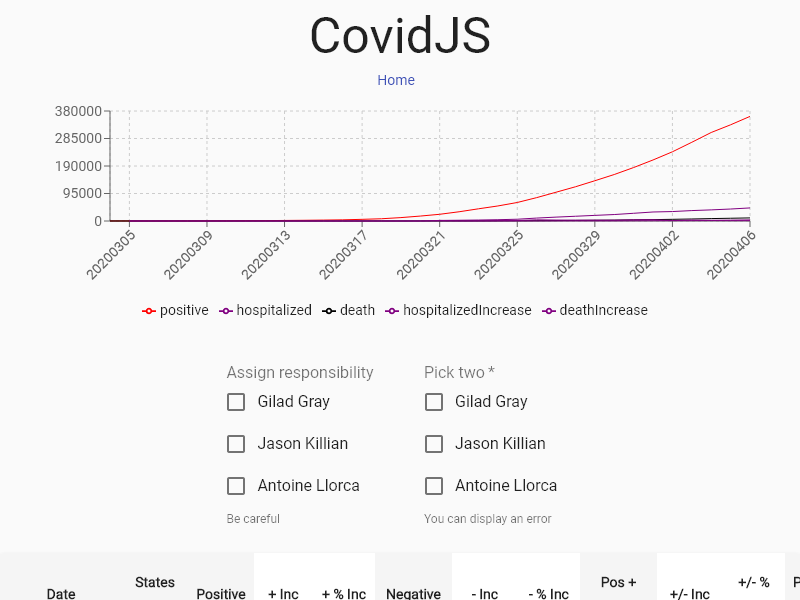 CovidJS
Home
380000
285000
190000
95000
0
20200305 20200309 20200313 20200317 20200321 20200325 20200329 20200402 20200406
positive hospitalized death hospitalizedIncrease deathIncrease
Assign responsibility
Gilad Gray
Jason Killian
Antoine Llorca
Be careful
Pick two *
Gilad Gray
Jason Killian
Antoine Llorca
You can display an error
Date States Positive + Inc + % Inc Negative - Inc - % Inc Pos + +/- Inc +/- % P